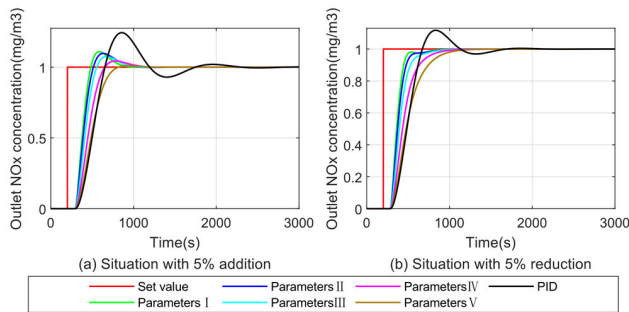 Outlet NOx concentration(mg/m3)
1
0.5
0
0
1000
2000
3000
Time(s)
(a) Situation with 5% addition
Outlet NOx concentration(mg/m3)
1
0.8
0.6
0.4
0.2
0
0
1000
2000
3000
Time(s)
(b) Situation with 5% reduction
Set value
Parameters Ⅰ
Parameters Ⅱ
ParametersⅢ
ParametersⅣ
Parameters Ⅴ
PID